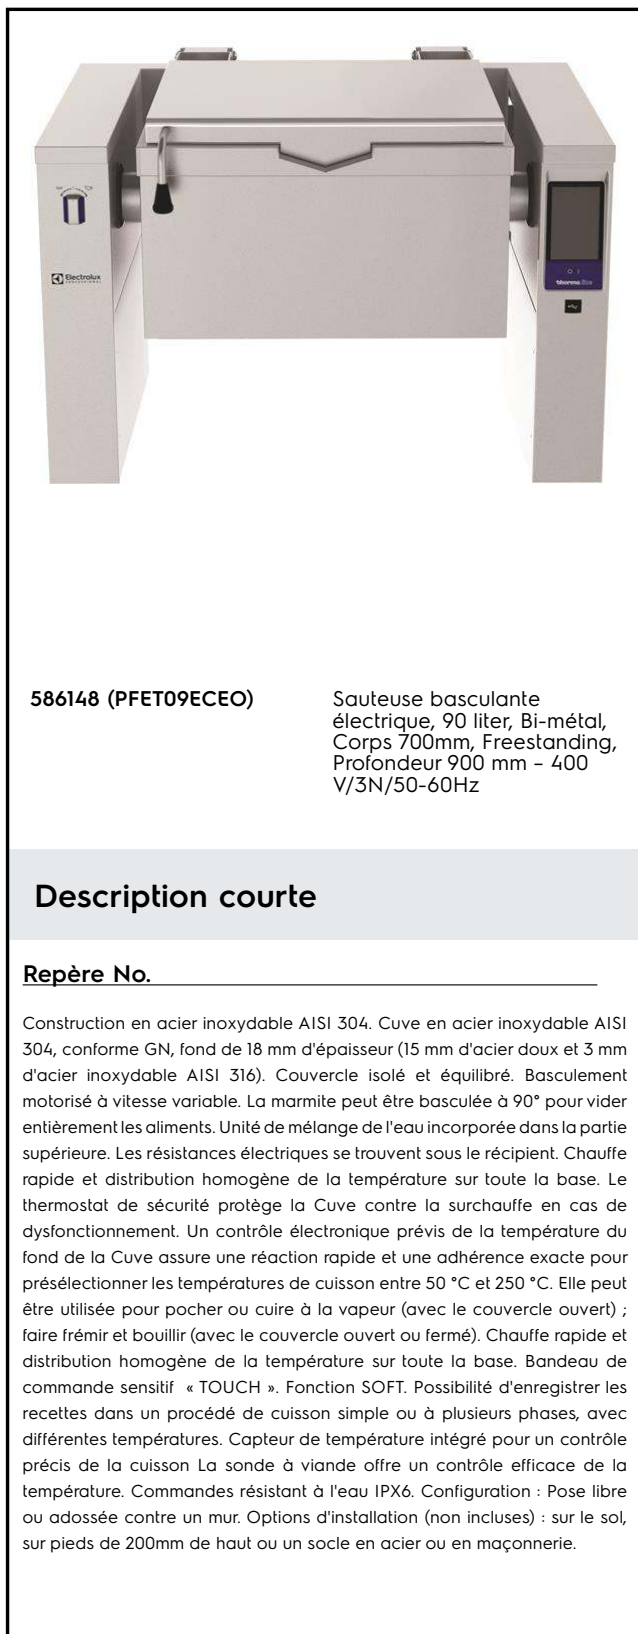 Electrolux
PROFESSIONAL
thermaline
586148 (PFET09ECEO)
Sauteuse basculante
électrique, 90 liter, Bi-métal,
Corps 700mm, Freestanding,
Profondeur 900 mm – 400
V/3N/50-60Hz
Description courte
Repère No.
Construction en acier inoxydable AISI 304. Cuve en acier inoxydable AISI
304, conforme GN, fond de 18 mm d'épaisseur (15 mm d'acier doux et 3 mm
d'acier inoxydable AISI 316). Couvercle isolé et équilibré. Basculement
motorisé à vitesse variable. La marmite peut être basculée à 90° pour vider
entièrement les aliments. Unité de mélange de l'eau incorporée dans la partie
supérieure. Les résistances électriques se trouvent sous le récipient. Chauffe
rapide et distribution homogène de la température sur toute la base. Le
thermostat de sécurité protège la Cuve contre la surchauffe en cas de
dysfonctionnement. Un contrôle électronique prévis de la température du
fond de la Cuve assure une réaction rapide et une adhérence exacte pour
présélectionner les températures de cuisson entre 50 °C et 250 °C. Elle peut
être utilisée pour pocher ou cuire à la vapeur (avec le couvercle ouvert) ;
faire frémir et bouillir (avec le couvercle ouvert ou fermé). Chauffe rapide et
distribution homogène de la température sur toute la base. Bandeau de
commande sensitif « TOUCH ». Fonction SOFT. Possibilité d'enregistrer les
recettes dans un procédé de cuisson simple ou à plusieurs phases, avec
différentes températures. Capteur de température intégré pour un contrôle
précis de la cuisson La sonde à viande offre un contrôle efficace de la
température. Commandes résistant à l'eau IPX6. Configuration : Pose libre
ou adossée contre un mur. Options d'installation (non incluses) : sur le sol,
sur pieds de 200mm de haut ou un socle en acier ou en maçonnerie.